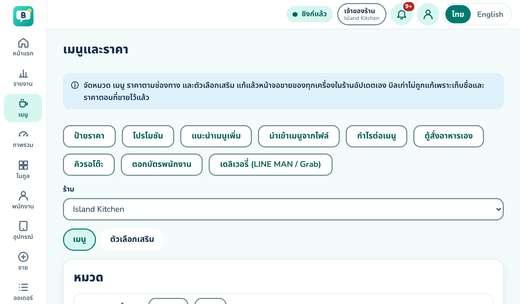 B
ซิงก์แล้ว
เจ้าของร้าน
Island Kitchen
9+
ไทย
English
หน้าแรก
รายงาน
เมนู
ภาพรวม
โมดูล
พนักงาน
อุปกรณ์
ขาย
ออเดอร์
เมนูและราคา
จัดหมวด เมนู ราคาตามช่องทาง และตัวเลือกเสริม แก้แล้วหน้าจอขายของทุกเครื่องในร้านอัปเดตเอง บิลเก่าไม่ถูกแก้เพราะเก็บชื่อและ
ราคาตอนที่ขายไว้แล้ว
ป้ายราคา
โปรโมชัน
แนะนำเมนูเพิ่ม
นำเข้าเมนูจากไฟล์
กำไรต่อเมนู
ตู้สั่งอาหารเอง
คิวรอโต๊ะ
ตอกบัตรพนักงาน
เดลิเวอรี่ (LINE MAN / Grab)
ร้าน
Island Kitchen
เมนู
ตัวเลือกเสริม
หมวด